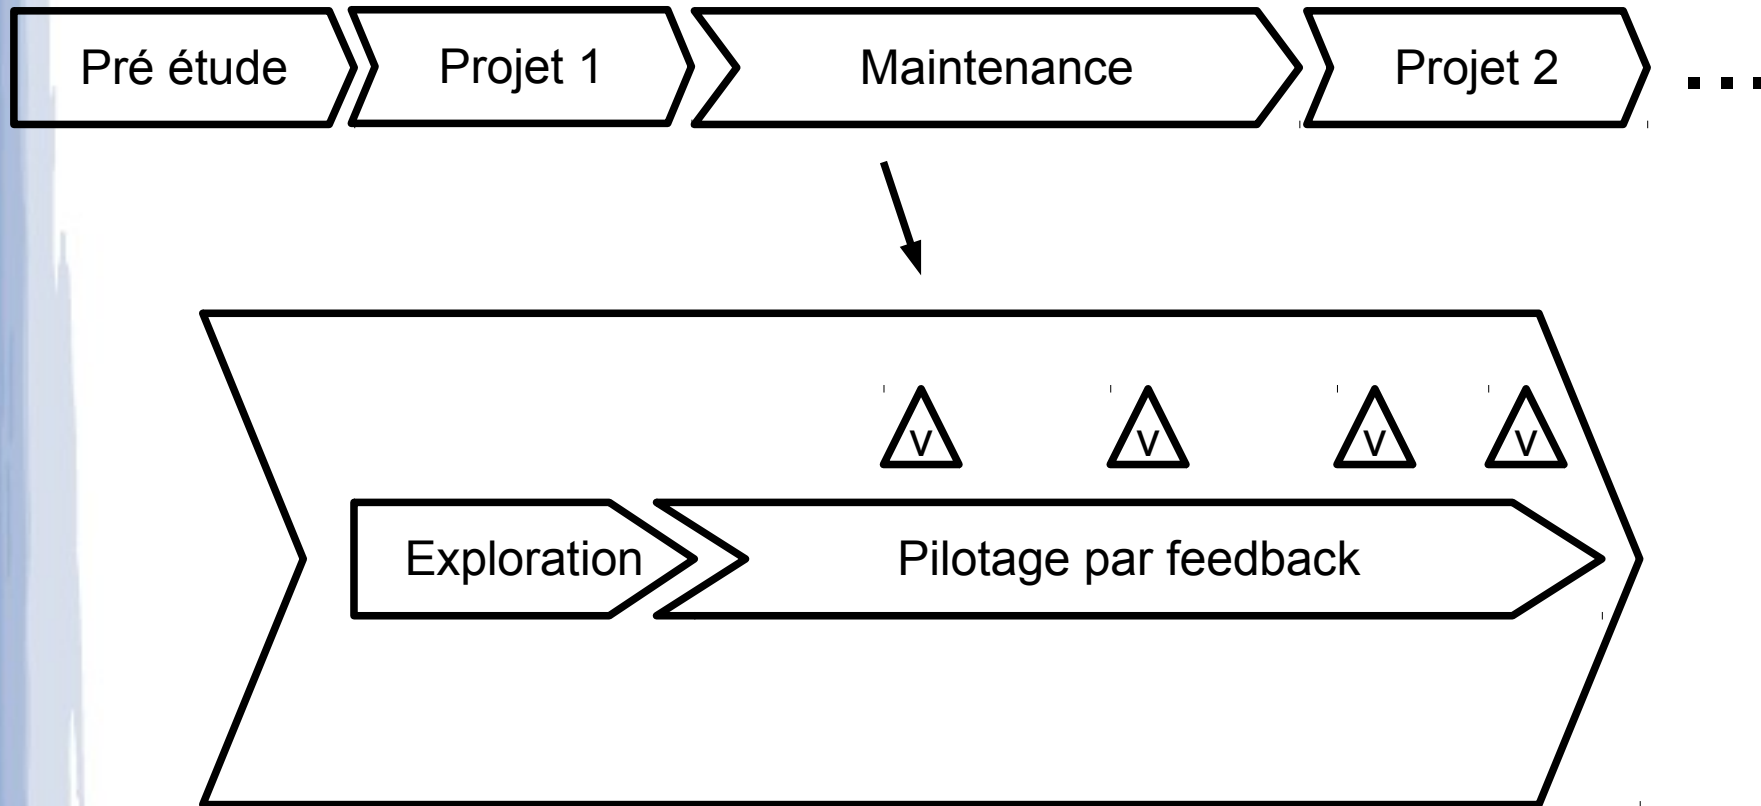 Pré étude
Projet 1
Maintenance
Projet 2
...
v
v
v
v
Exploration
Pilotage par feedback